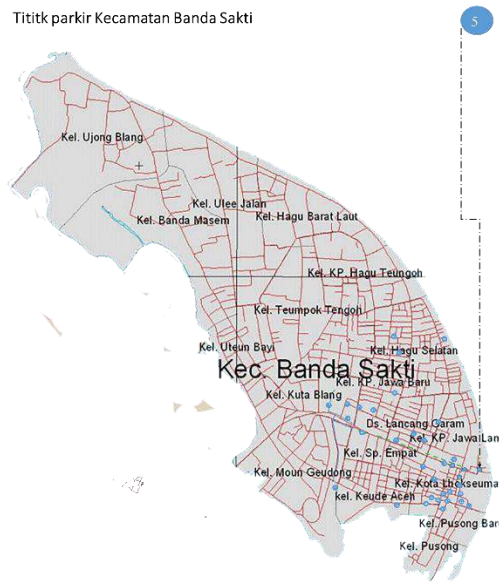 Tititk parkir Kecamatan Banda Sakti
5
Kel. Ujong Blang
Kel. Ulee Jalan
Kel. Banda Masem
Kel. Hagu Barat Laut
Kel. KP. Hagu Teungoh
Kel. Teumpok Tengoh
Kel. Uteun Bayi
Kel. Hagu Selatan
Kec. Banda Sakti
Kel. KP. Jawa Baru
Kel. Kuta Blang
Ds. Lancang Garam
Kel. KP. Jawa Lan
Kel. Sp. Empat
Kel. Moun Geudong
Kel. Kota Lhokseuma
kel. Keude Aceh
Kel. Pusong Bar
Kel. Pusong